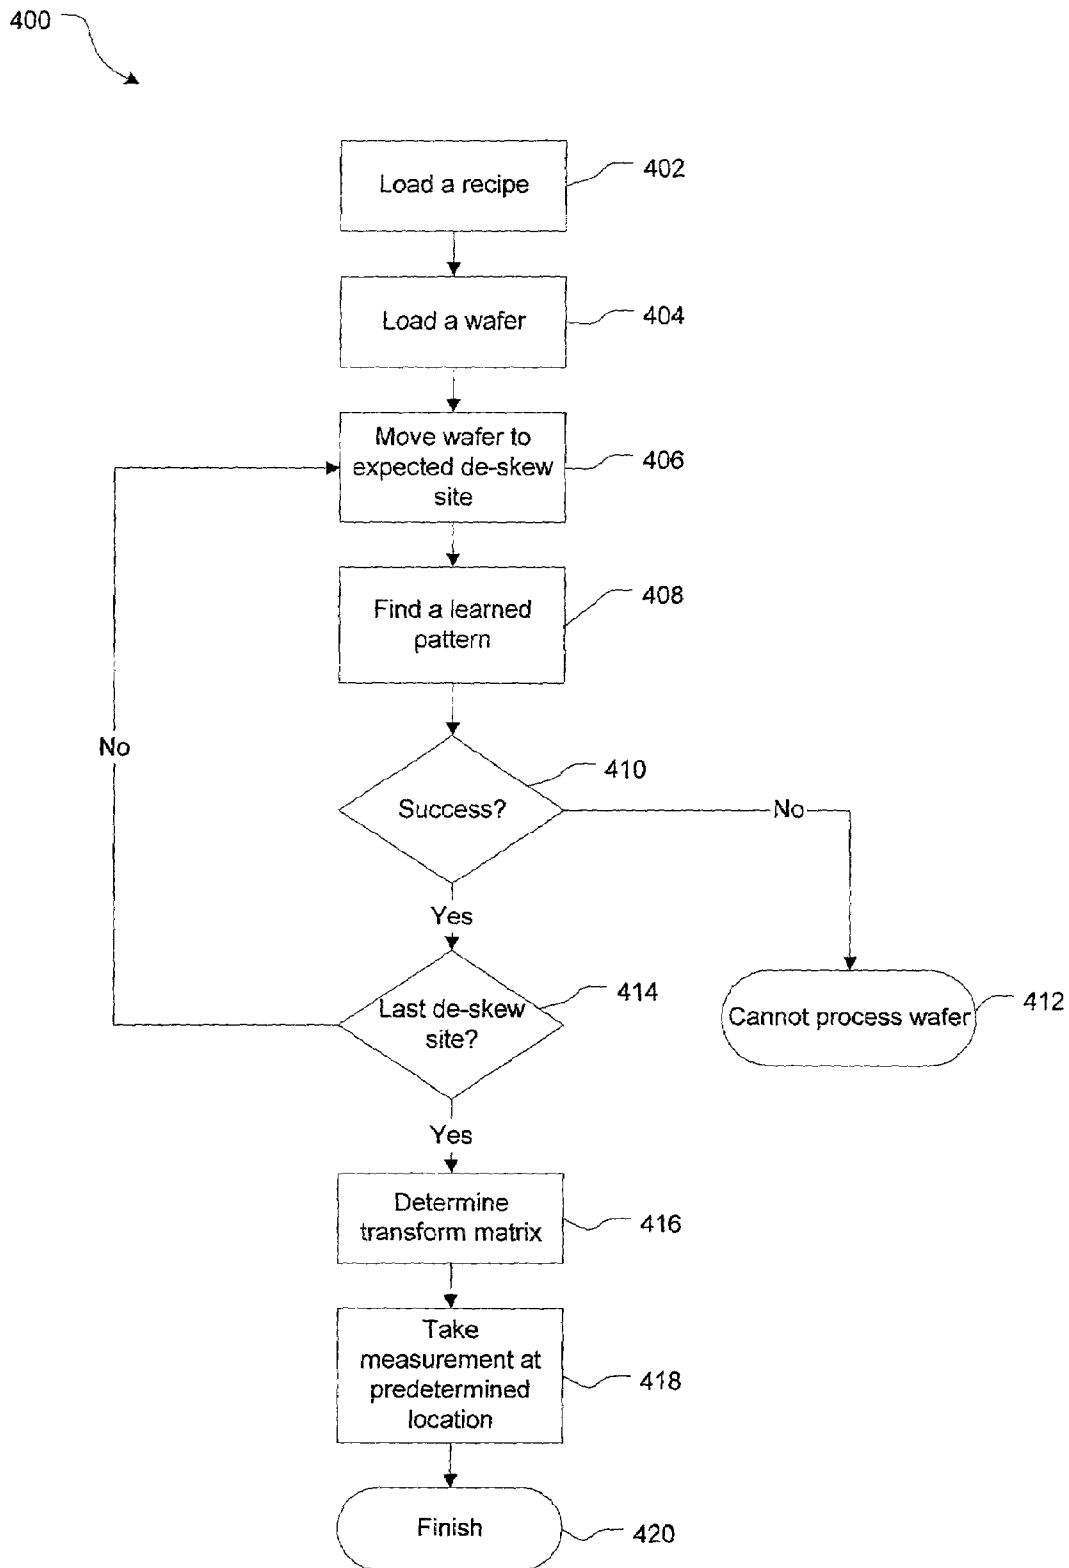 400
Load a recipe
402
Load a wafer
404
Move wafer to
expected de-skew
site
406
Find a learned
pattern
408
Success?
410
No
Yes
No
Last de-skew
site?
414
Cannot process wafer
412
Yes
Determine
transform matrix
416
Take
measurement at
predetermined
location
418
Finish
420